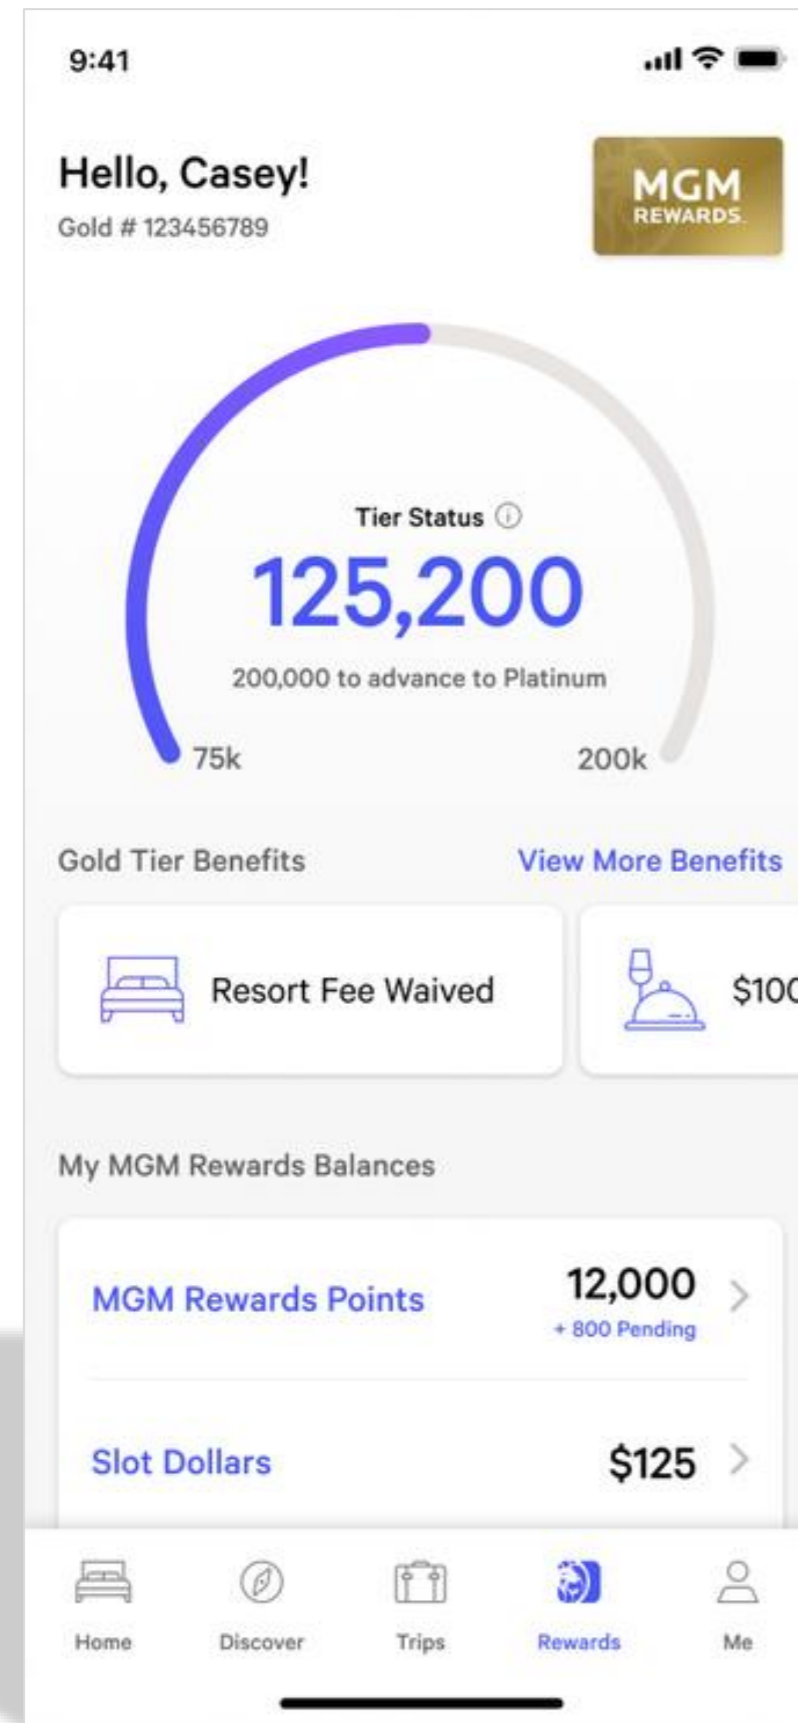 9:41
Hello, Casey!
Gold # 123456789
MGM
REWARDS
Tier Status
125,200
200,000 to advance to Platinum
75k
200k
Gold Tier Benefits
View More Benefits
Resort Fee Waived
$100
My MGM Rewards Balances
MGM Rewards Points
12,000
+ 800 Pending
Slot Dollars
$125
Home
Discover
Trips
Rewards
Me